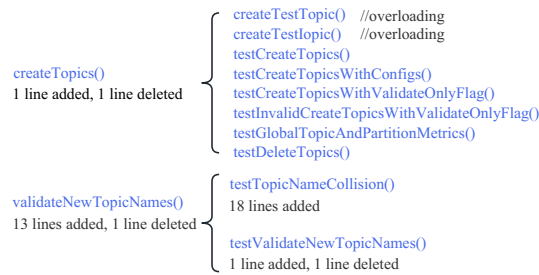 createTestTopic() //overloading
createTestIopic() //overloading
testCreateTopics()
createTopics()
1 line added, 1 line deleted
testCreateTopicsWithConfigs()
testCreateTopicsWithValidateOnlyFlag()
testInvalidCreateTopicsWithValidateOnlyFlag()
testGlobalTopicAndPartitionMetrics()
testDeleteTopics()
validateNewTopicNames()
13 lines added, 1 line deleted
testTopicNameCollision()
18 lines added
testValidateNewTopicNames()
1 line added, 1 line deleted